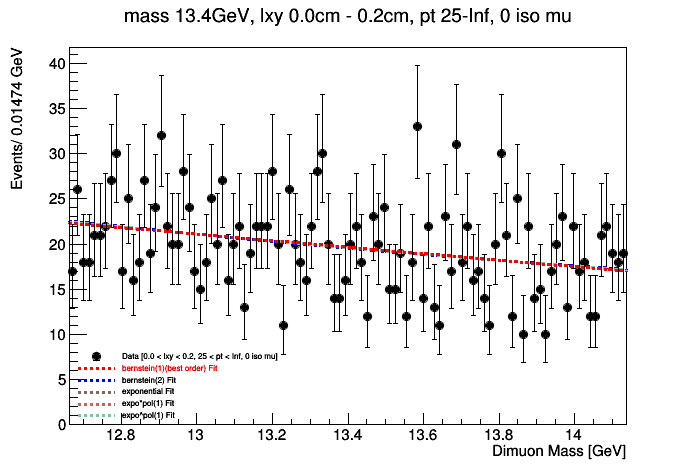 mass 13.4GeV, lxy 0.0cm - 0.2cm, pt 25-Inf, 0 iso mu
Events/ 0.01474 GeV
40
35
30
25
20
15
10
5
0
Data [0.0 < lxy < 0.2, 25 < pt < Inf, 0 iso mu]
bernstein(1)(best order) Fit
bernstein(2) Fit
exponential Fit
expo*pol(1) Fit
expo^pol(1) Fit
12.8 13 13.2 13.4 13.6 13.8 14
Dimuon Mass [GeV]